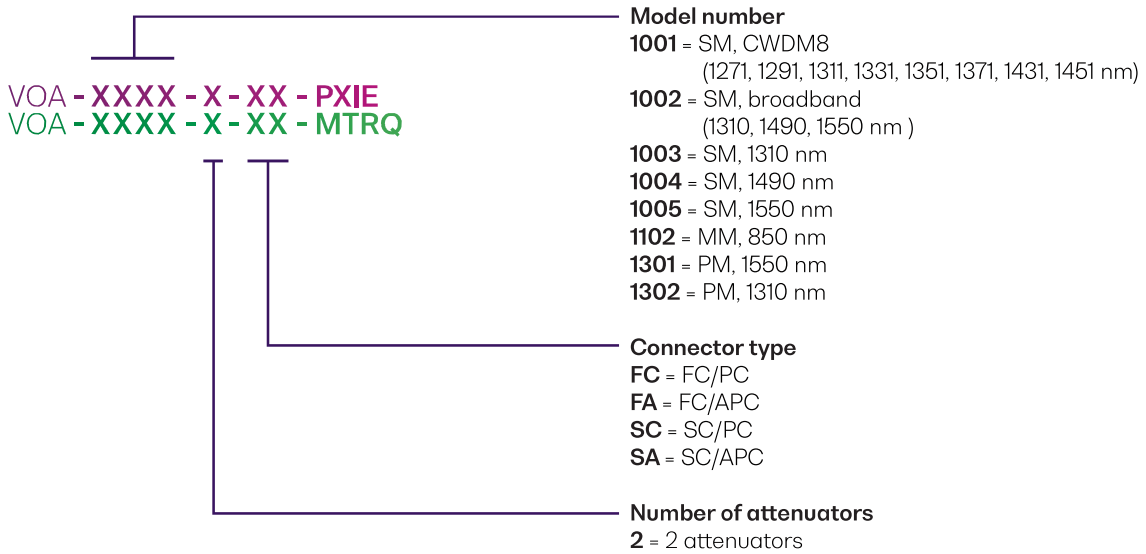 Model number
1001 = SM, CWDM8
(1271, 1291, 1311, 1331, 1351, 1371, 1431, 1451 nm)
VOA - XXXX - X - XX - PXIE
VOA - XXXX - X - XX - MTRQ
1002 = SM, broadband
(1310, 1490, 1550 nm )
1003 = SM, 1310 nm
1004 = SM, 1490 nm
1005 = SM, 1550 nm
1102 = MM, 850 nm
1301 = PM, 1550 nm
1302 = PM, 1310 nm
Connector type
FC = FC/PC
FA = FC/APC
SC = SC/PC
SA = SC/APC
Number of attenuators
2 = 2 attenuators